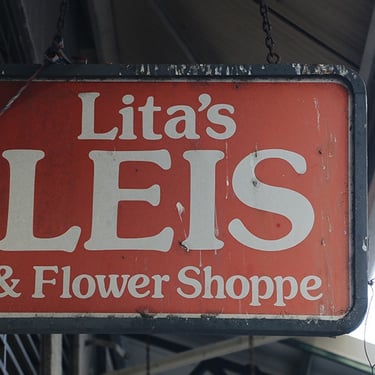 Lita's
LEIS
& Flower Shoppe